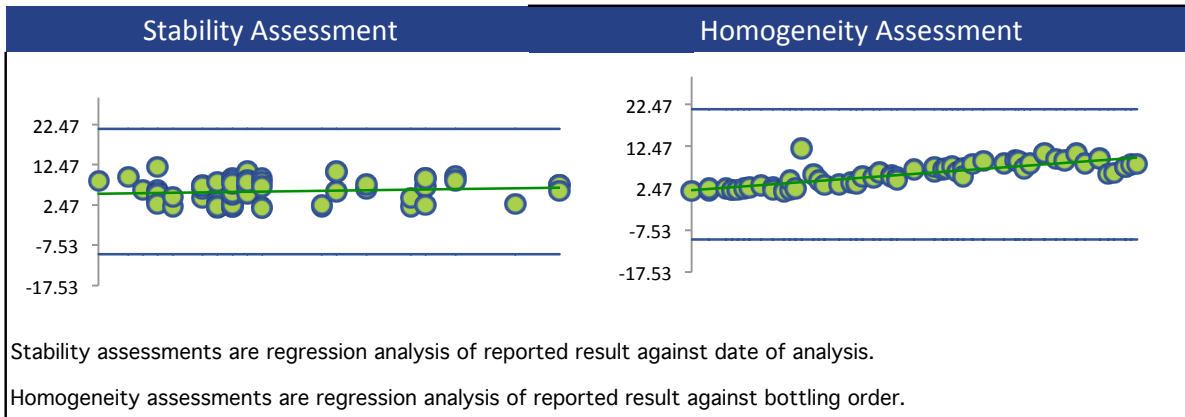 Stability Assessment
Homogeneity Assessment
22.47
12.47
2.47
-7.53
-17.53
22.47
12.47
2.47
-7.53
-17.53
Stability assessments are regression analysis of reported result against date of analysis.
Homogeneity assessments are regression analysis of reported result against bottling order.